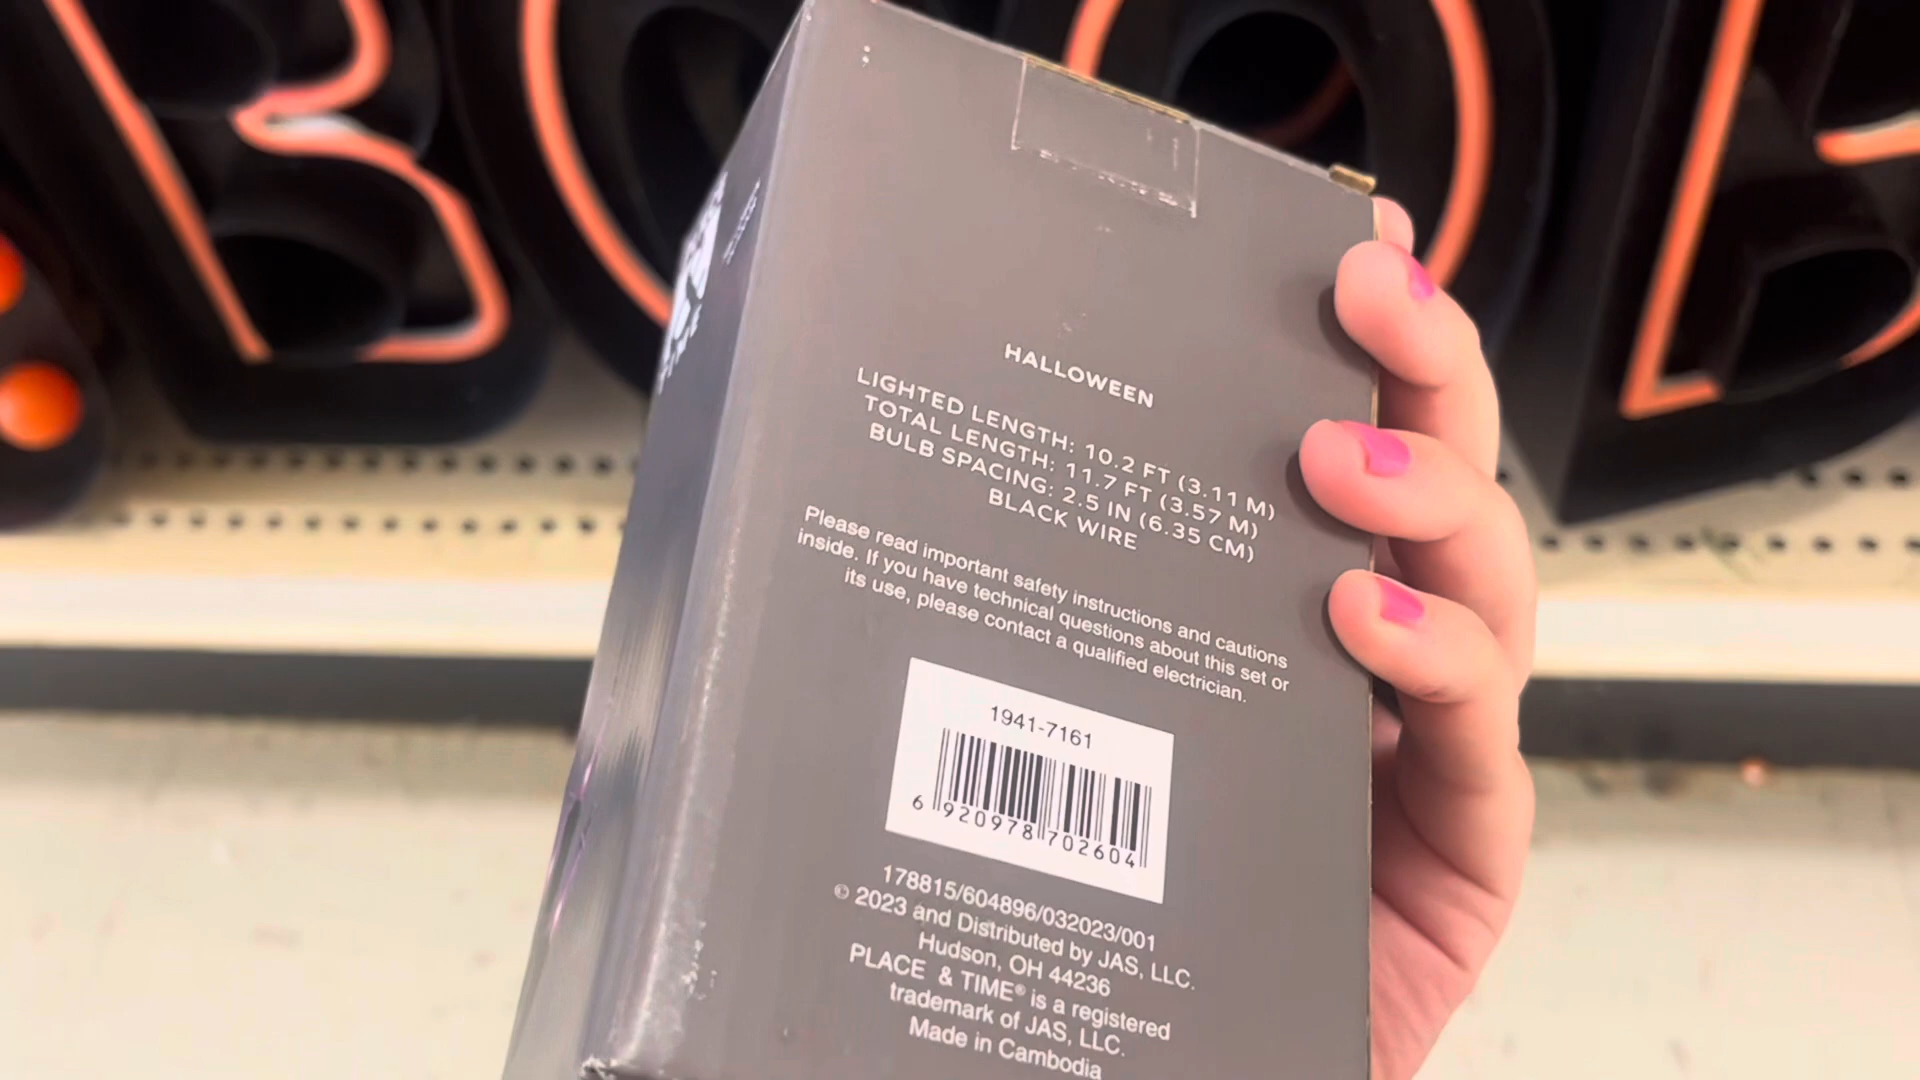 HALLOWEEN
LIGHTED LENGTH: 10.2 FT (3.11 M)
TOTAL LENGTH: 11.7 FT (3.57 M)
BULB SPACING: 2.5 IN (6.35 CM)
BLACK WIRE
Please read important safety instructions and cautions
inside. If you have technical questions about this set or
its use, please contact a qualified electrician.
1941-7161
6 920978 702604
178815/604896/032023/001
© 2023 and Distributed by JAS, LLC.
Hudson, OH 44236
PLACE & TIME® is a registered
trademark of JAS, LLC.
Made in Cambodia